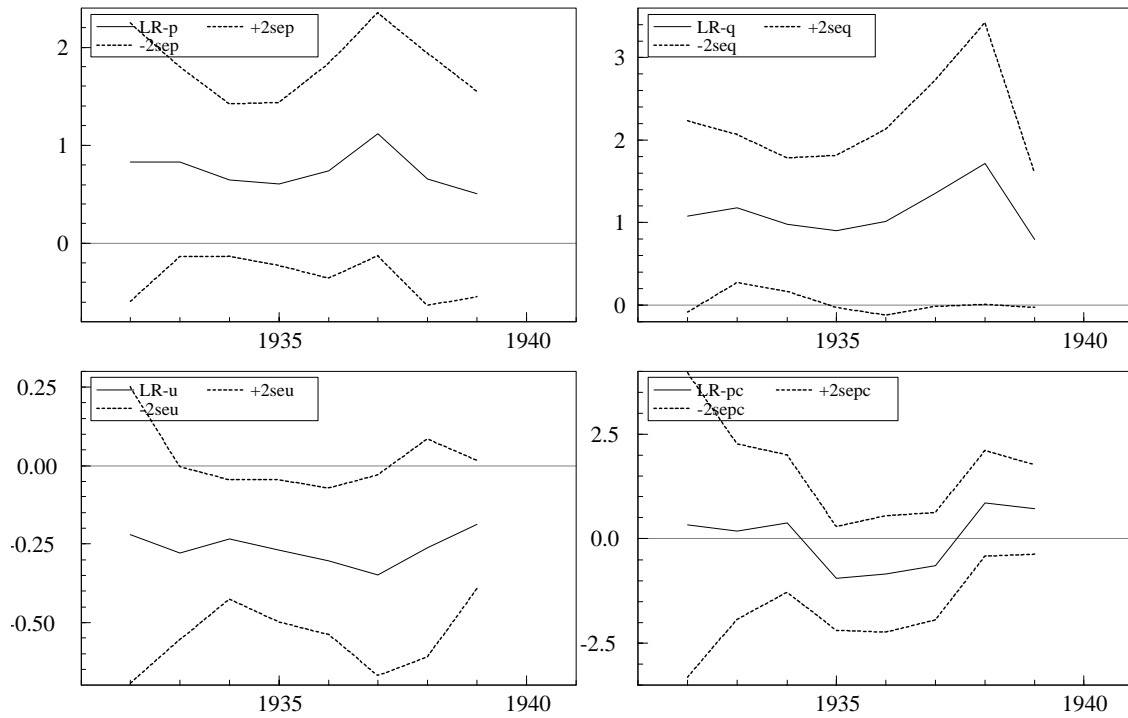 LR-p +2sep
-2sep
2
1
0
1935 1940
LR-q +2seq
-2seq
3
2
1
0
1935 1940
LR-u +2seu
-2seu
0.25
0.00
-0.25
-0.50
1935 1940
LR-pc +2sepc
-2sepc
2.5
0.0
-2.5
1935 1940